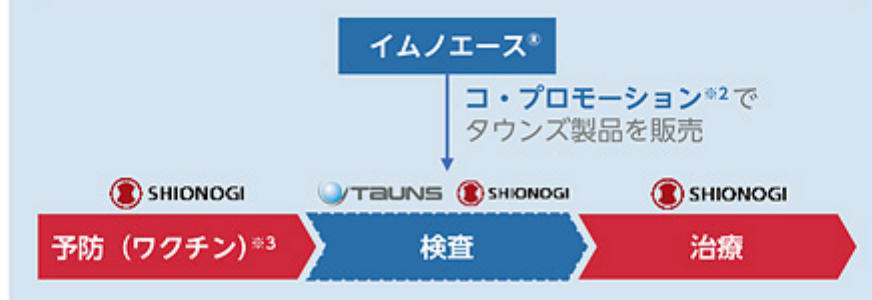 イムノエース®
コ・プロモーション※2で
タウンズ製品を販売
SHIONOGI
TAUNS SHIONOGI
SHIONOGI
予防（ワクチン）※3
検査
治療